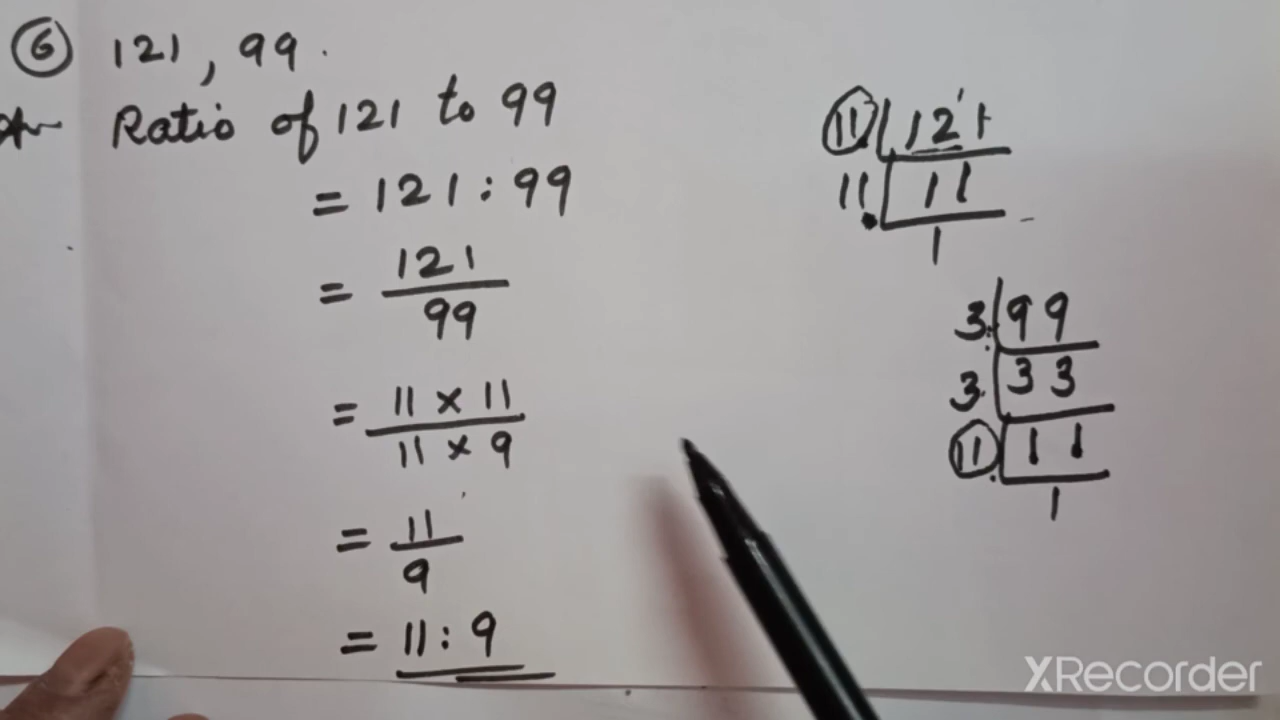 6 121, 99.
Ans Ratio of 121 to 99
= 121 : 99
= 121 / 99
= 11 × 11 / 11 × 9
= 11 / 9
= 11 : 9
11 | 121
11 | 11
1
3 | 99
3 | 33
11 | 11
1
XRecorder